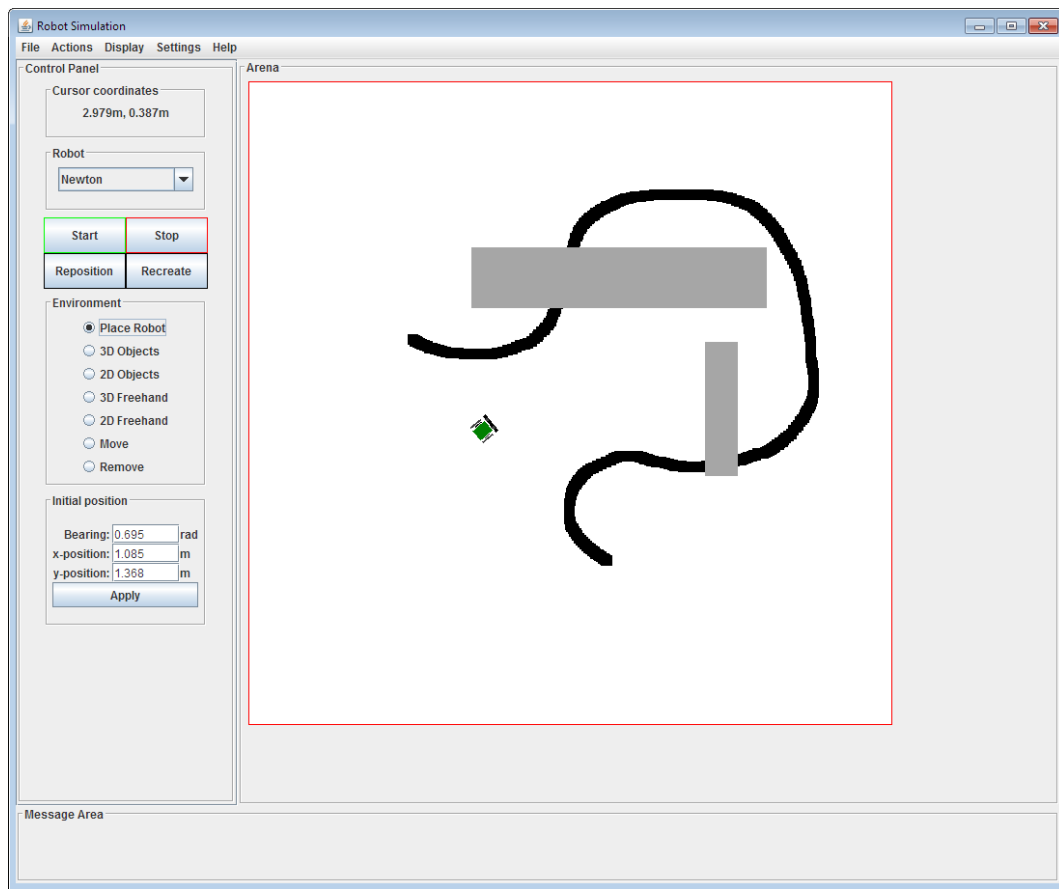 Robot Simulation
File Actions Display Settings Help
Control Panel
Cursor coordinates
2.979m, 0.387m
Robot
Newton
Start Stop
Reposition Recreate
Environment
Place Robot
3D Objects
2D Objects
3D Freehand
2D Freehand
Move
Remove
Initial position
Bearing: 0.695 rad
x-position: 1.085 m
y-position: 1.368 m
Apply
Arena
Message Area